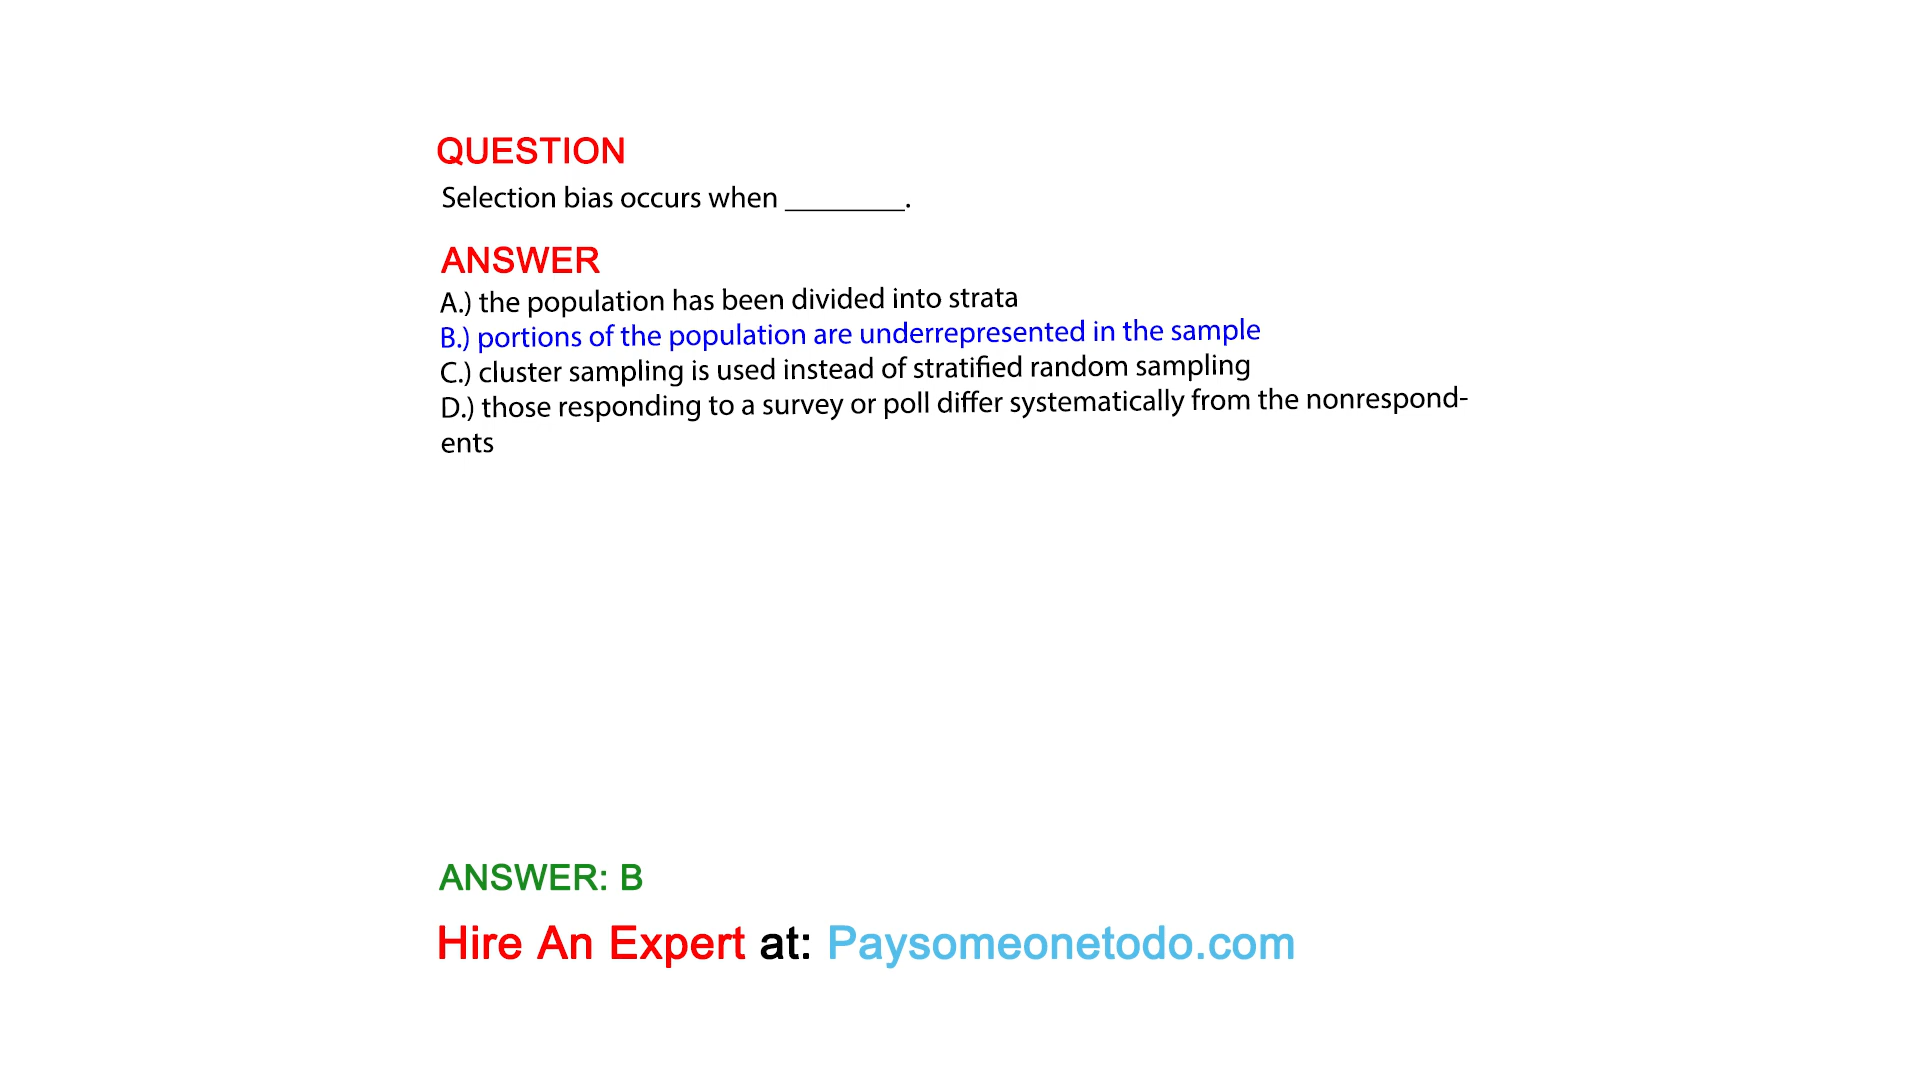 QUESTION
Selection bias occurs when ________.
ANSWER
A.) the population has been divided into strata
B.) portions of the population are underrepresented in the sample
C.) cluster sampling is used instead of stratified random sampling
D.) those responding to a survey or poll differ systematically from the nonrespond-
ents
ANSWER: B
Hire An Expert at: Paysomeonetodo.com